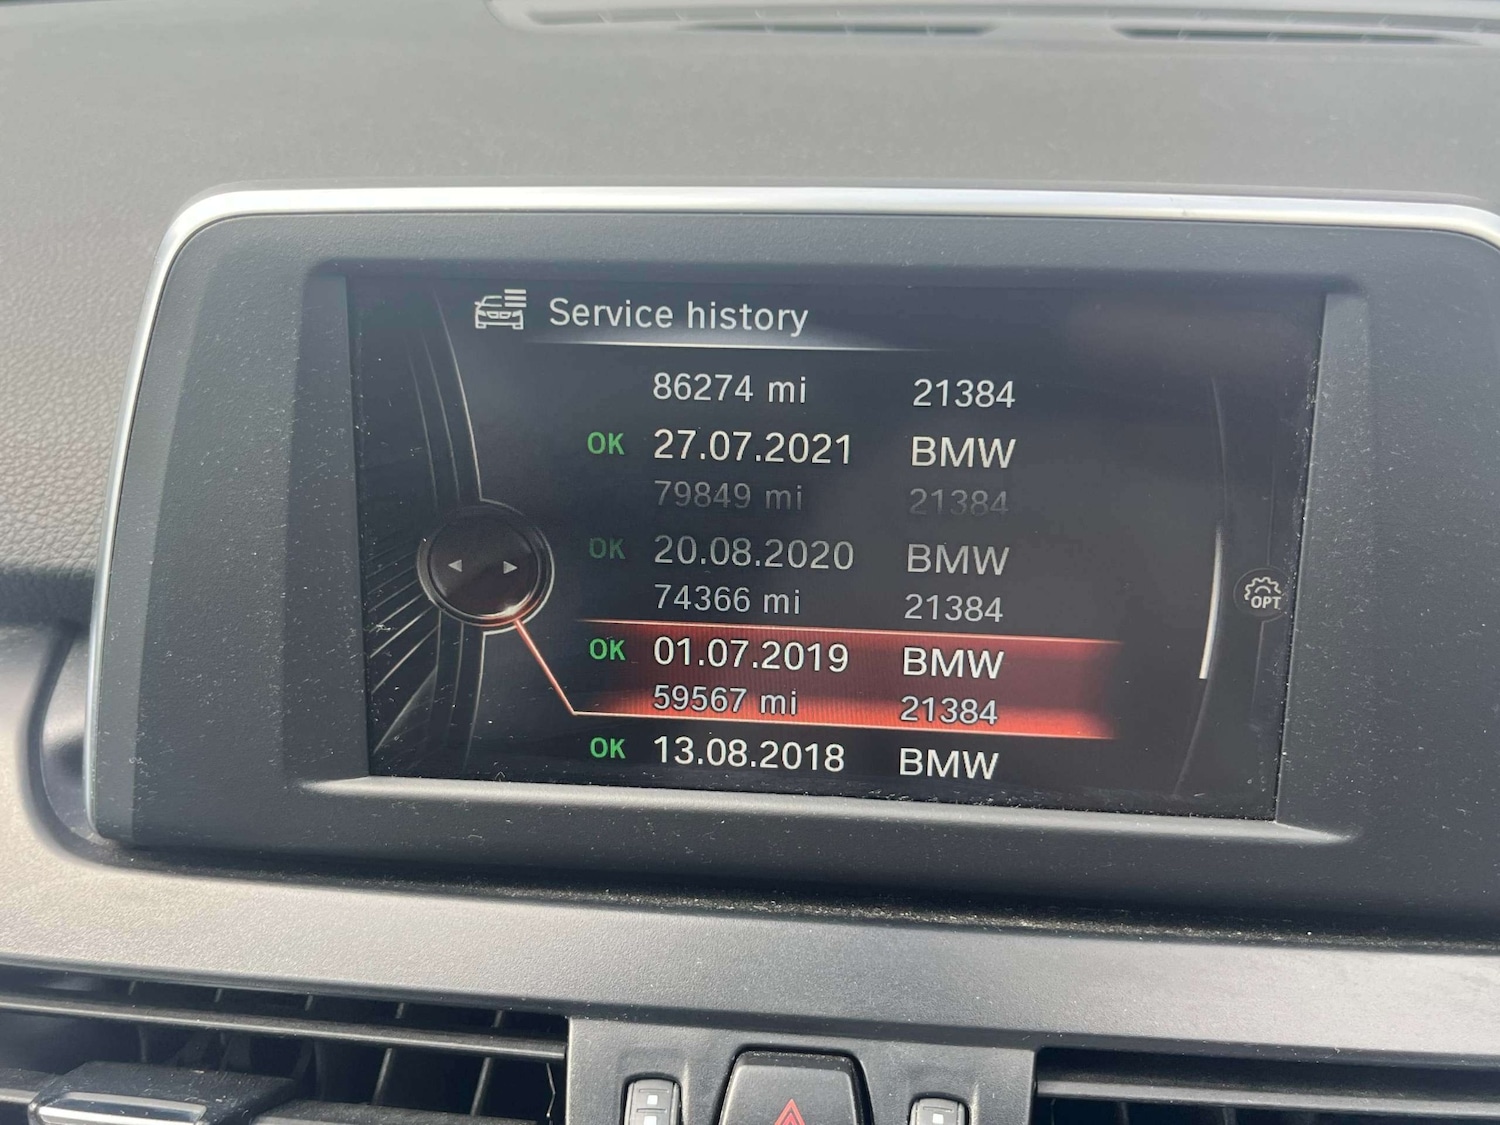 Service history
86274 mi 21384
OK 27.07.2021 BMW
79849 mi 21384
OK 20.08.2020 BMW
74366 mi 21384
OK 01.07.2019 BMW
59567 mi 21384
OK 13.08.2018 BMW
OPT